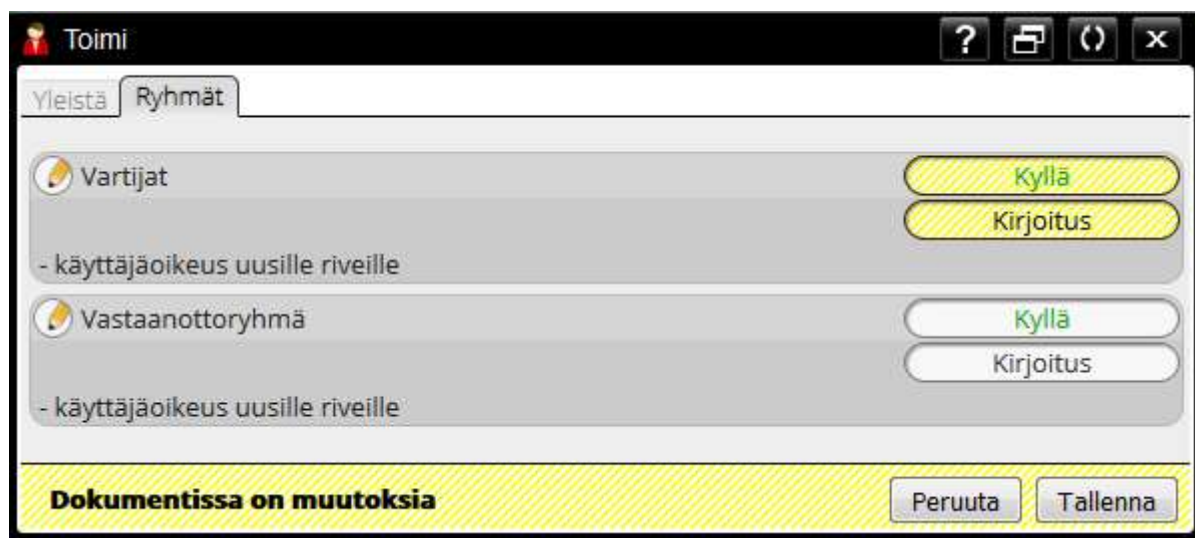 Toimi
Yleistä Ryhmät
Vartijat Kyllä
Kirjoitus
- käyttäjäoikeus uusille riveille
Vastaanottoryhmä Kyllä
Kirjoitus
- käyttäjäoikeus uusille riveille
Dokumentissa on muutoksia Peruuta Tallenna